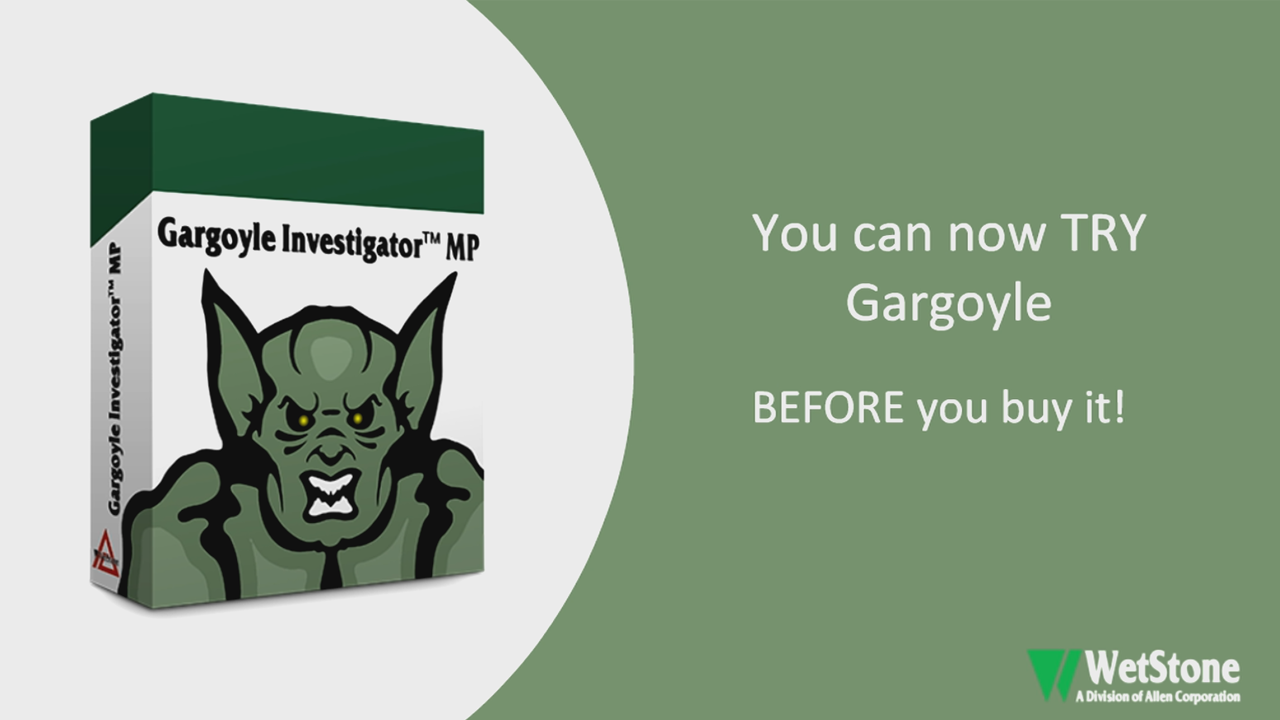 Gargoyle Investigator™ MP
Gargoyle Investigator™ MP
You can now TRY
Gargoyle
BEFORE you buy it!
WetStone
A Division of Allen Corporation